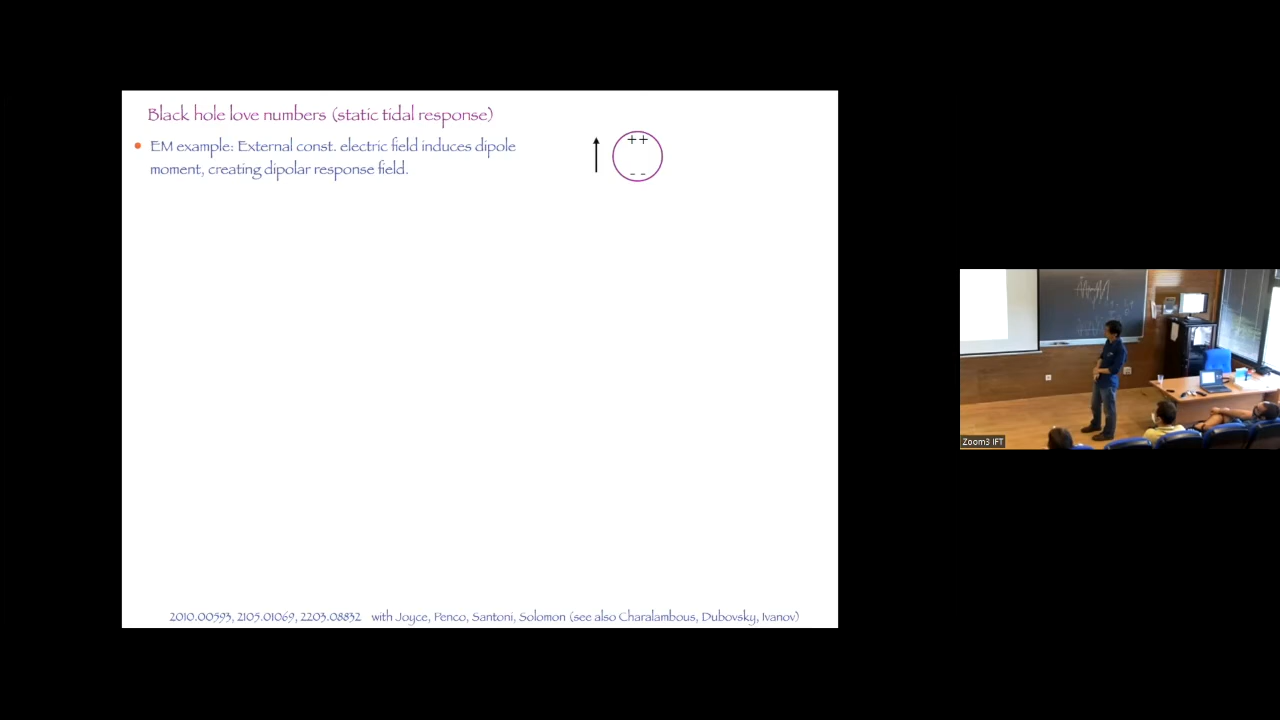 Black hole love numbers (static tidal response)
• EM example: External const. electric field induces dipole
moment, creating dipolar response field.
++
- -
2010.00593, 2105.01069, 2203.08832 with Joyce, Penco, Santoni, Solomon (see also Charalambous, Dubovsky, Ivanov)
Zoom3 IFT